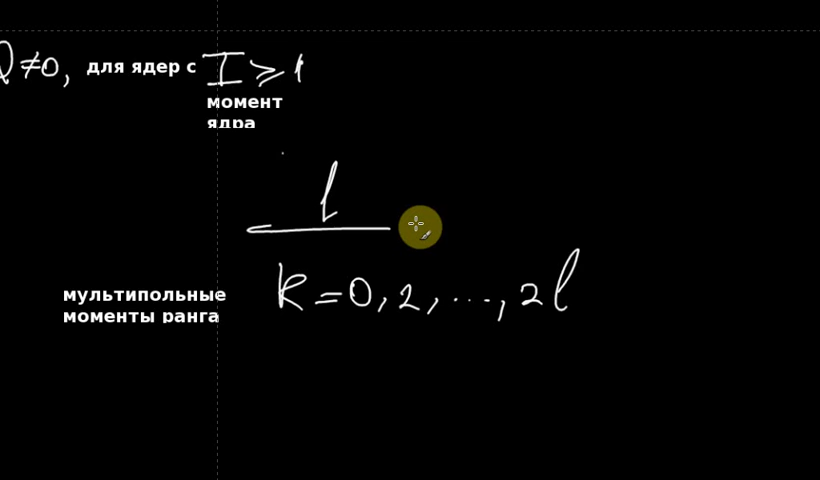 Q≠0, для ядер с I ⩾ 1
момент
ядра
l
мультипольные
моменты ранга k=0,2,...,2l